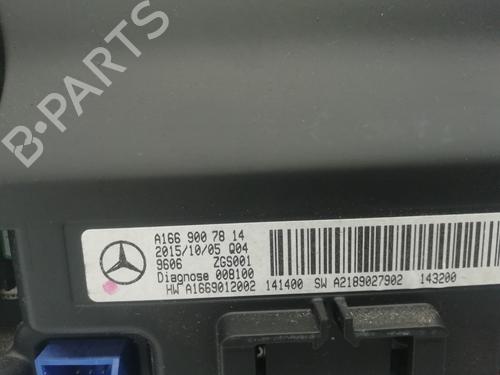 B-PARTS
A166 900 78 14
2015/10/05 Q04
9606 ZGS001
Diagnose 008100
HW A1669012002 141400 SW A2189027902 143200